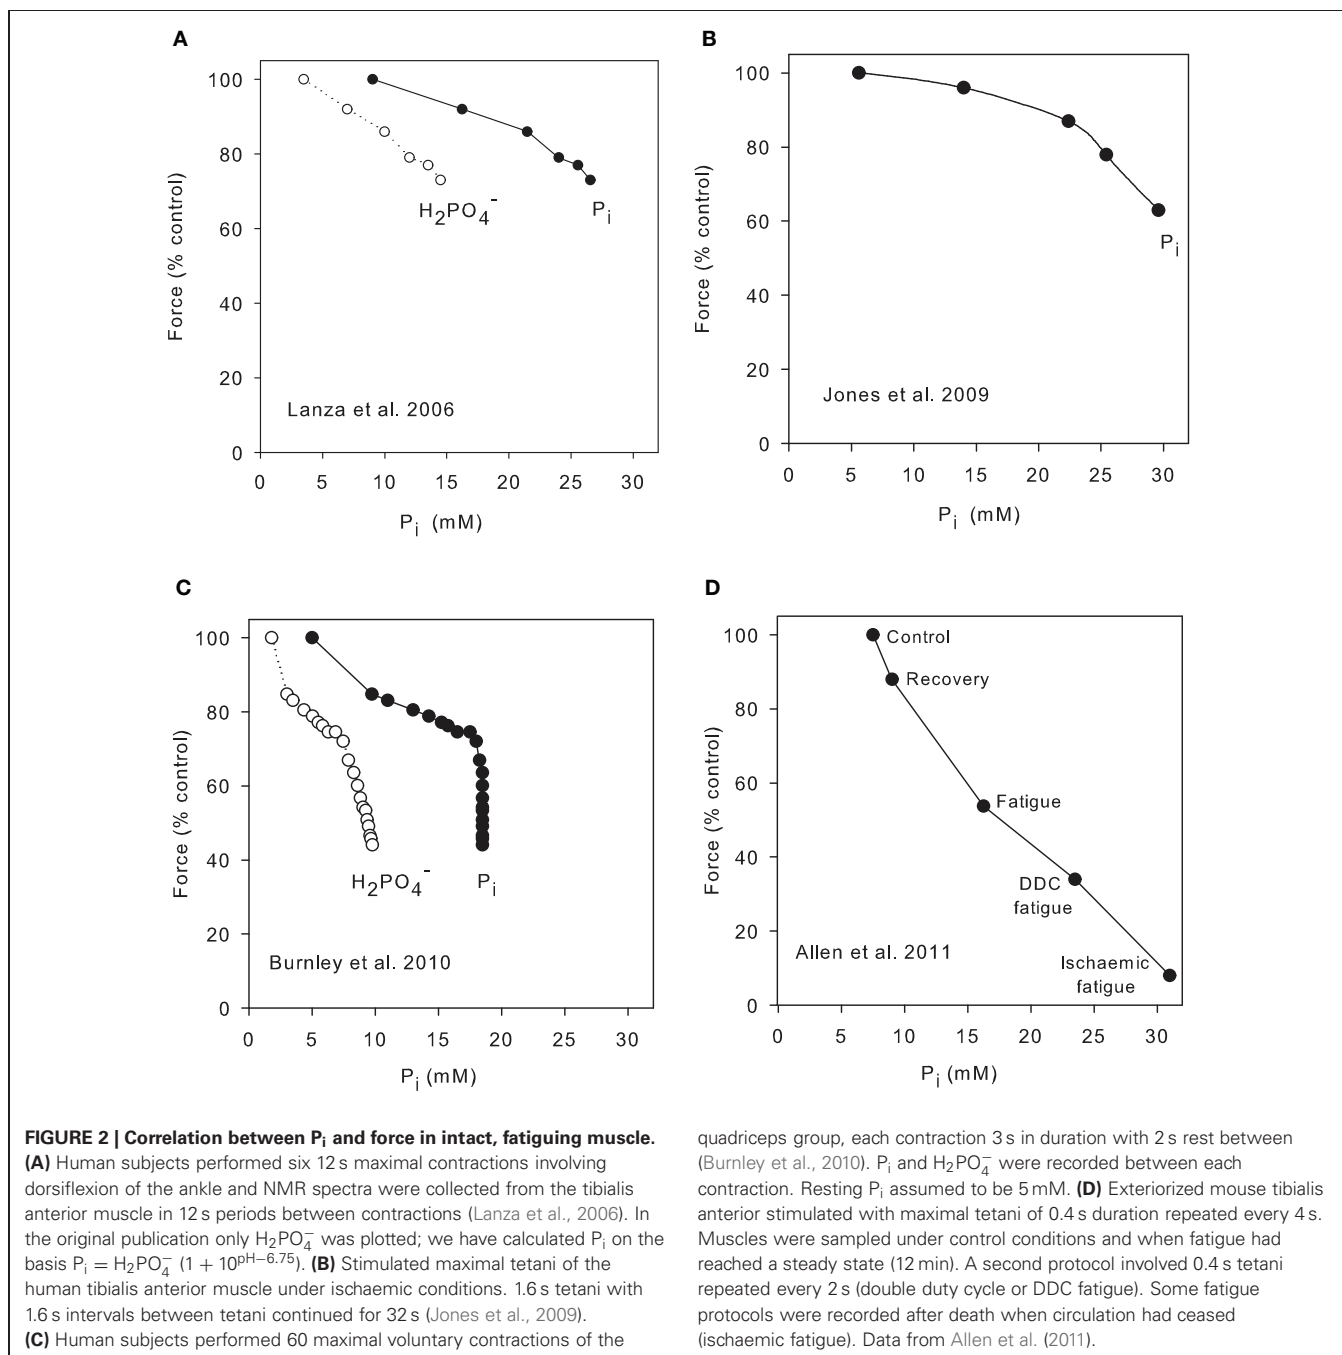 A
100
80
60
40
20
0
Force (% control)
H₂PO₄⁻
Pᵢ
Lanza et al. 2006
0 5 10 15 20 25 30
Pᵢ (mM)
B
100
80
60
40
20
0
Force (% control)
Pᵢ
Jones et al. 2009
0 5 10 15 20 25 30
Pᵢ (mM)
C
100
80
60
40
20
0
Force (% control)
H₂PO₄⁻
Pᵢ
Burnley et al. 2010
0 5 10 15 20 25 30
Pᵢ (mM)
D
100
80
60
40
20
0
Force (% control)
Control
Recovery
Fatigue
DDC
fatigue
Ischaemic
fatigue
Allen et al. 2011
0 5 10 15 20 25 30
Pᵢ (mM)
FIGURE 2 | Correlation between Pᵢ and force in intact, fatiguing muscle.
(A) Human subjects performed six 12 s maximal contractions involving
dorsiflexion of the ankle and NMR spectra were collected from the tibialis
anterior muscle in 12 s periods between contractions (Lanza et al., 2006). In
the original publication only H₂PO₄⁻ was plotted; we have calculated Pᵢ on the
basis Pᵢ = H₂PO₄⁻ (1 + 10^pH−6.75). (B) Stimulated maximal tetani of the
human tibialis anterior muscle under ischaemic conditions. 1.6 s tetani with
1.6 s intervals between tetani continued for 32 s (Jones et al., 2009).
(C) Human subjects performed 60 maximal voluntary contractions of the
quadriceps group, each contraction 3 s in duration with 2 s rest between
(Burnley et al., 2010). Pᵢ and H₂PO₄⁻ were recorded between each
contraction. Resting Pᵢ assumed to be 5 mM. (D) Exteriorized mouse tibialis
anterior stimulated with maximal tetani of 0.4 s duration repeated every 4 s.
Muscles were sampled under control conditions and when fatigue had
reached a steady state (12 min). A second protocol involved 0.4 s tetani
repeated every 2 s (double duty cycle or DDC fatigue). Some fatigue
protocols were recorded after death when circulation had ceased
(ischaemic fatigue). Data from Allen et al. (2011).